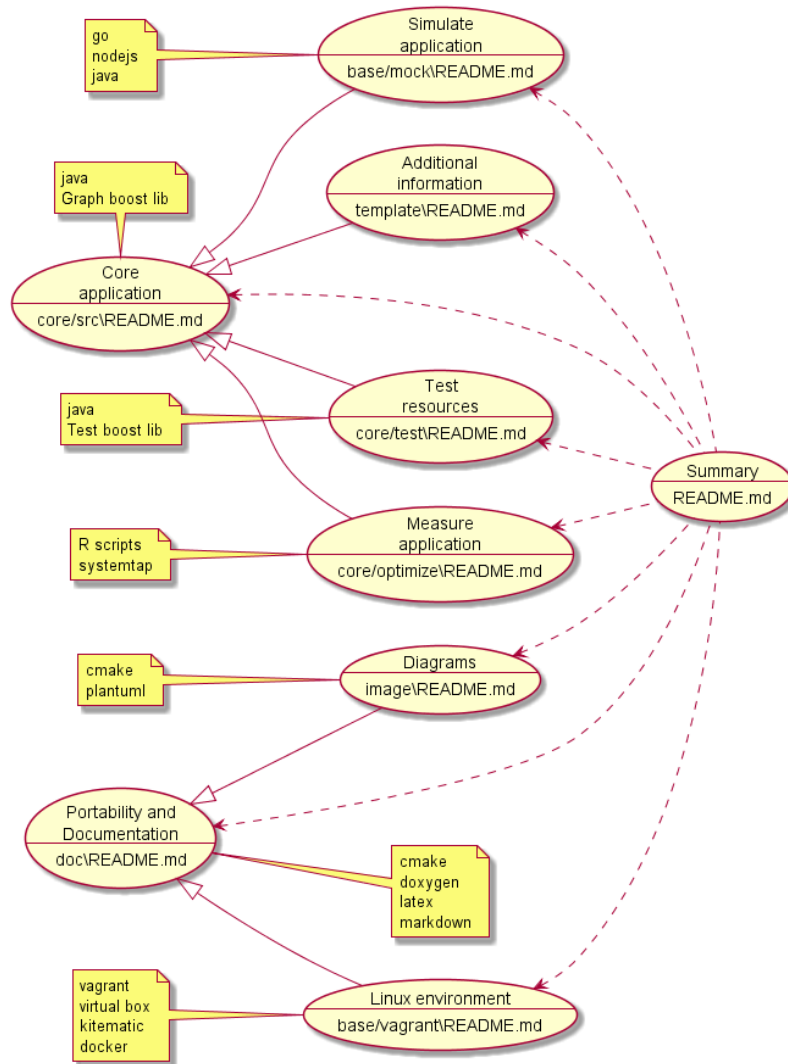 go
nodejs
java
Simulate
application
base/mock\README.md
Additional
information
template\README.md
java
Graph boost lib
Core
application
core/src\README.md
Test
resources
core/test\README.md
java
Test boost lib
Summary
README.md
Measure
application
core/optimize\README.md
R scripts
systemtap
Diagrams
image\README.md
cmake
plantuml
Portability and
Documentation
doc\README.md
cmake
doxygen
latex
markdown
Linux environment
base/vagrant\README.md
vagrant
virtual box
kitematic
docker